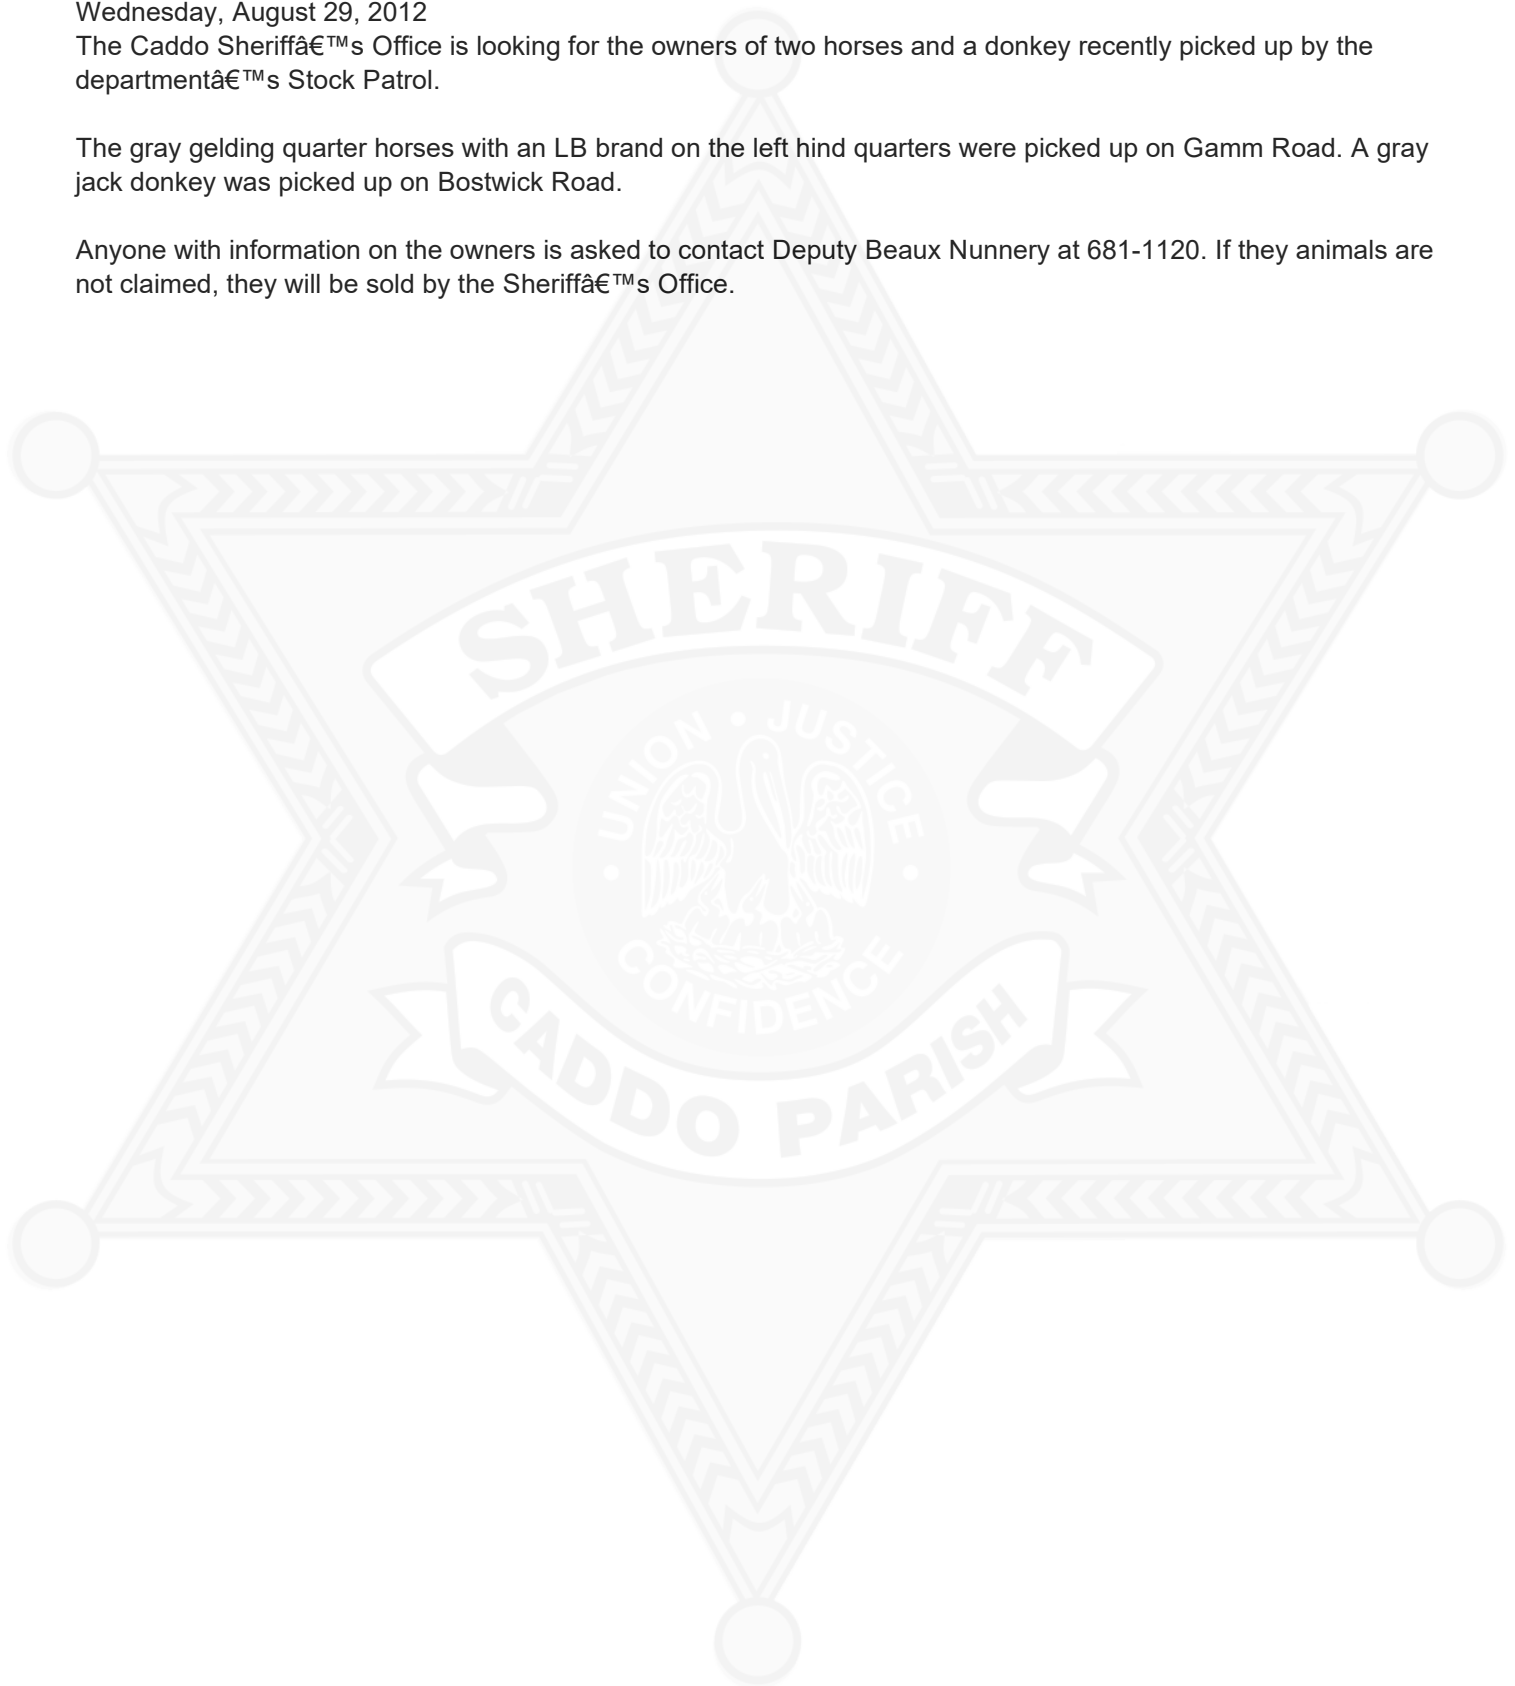 Wednesday, August 29, 2012
The Caddo Sheriffâ€™s Office is looking for the owners of two horses and a donkey recently picked up by the
departmentâ€™s Stock Patrol.
The gray gelding quarter horses with an LB brand on the left hind quarters were picked up on Gamm Road. A gray
jack donkey was picked up on Bostwick Road.
Anyone with information on the owners is asked to contact Deputy Beaux Nunnery at 681-1120. If they animals are
not claimed, they will be sold by the Sheriffâ€™s Office.
SHERIFF
UNION • JUSTICE
• CONFIDENCE •
CADDO PARISH